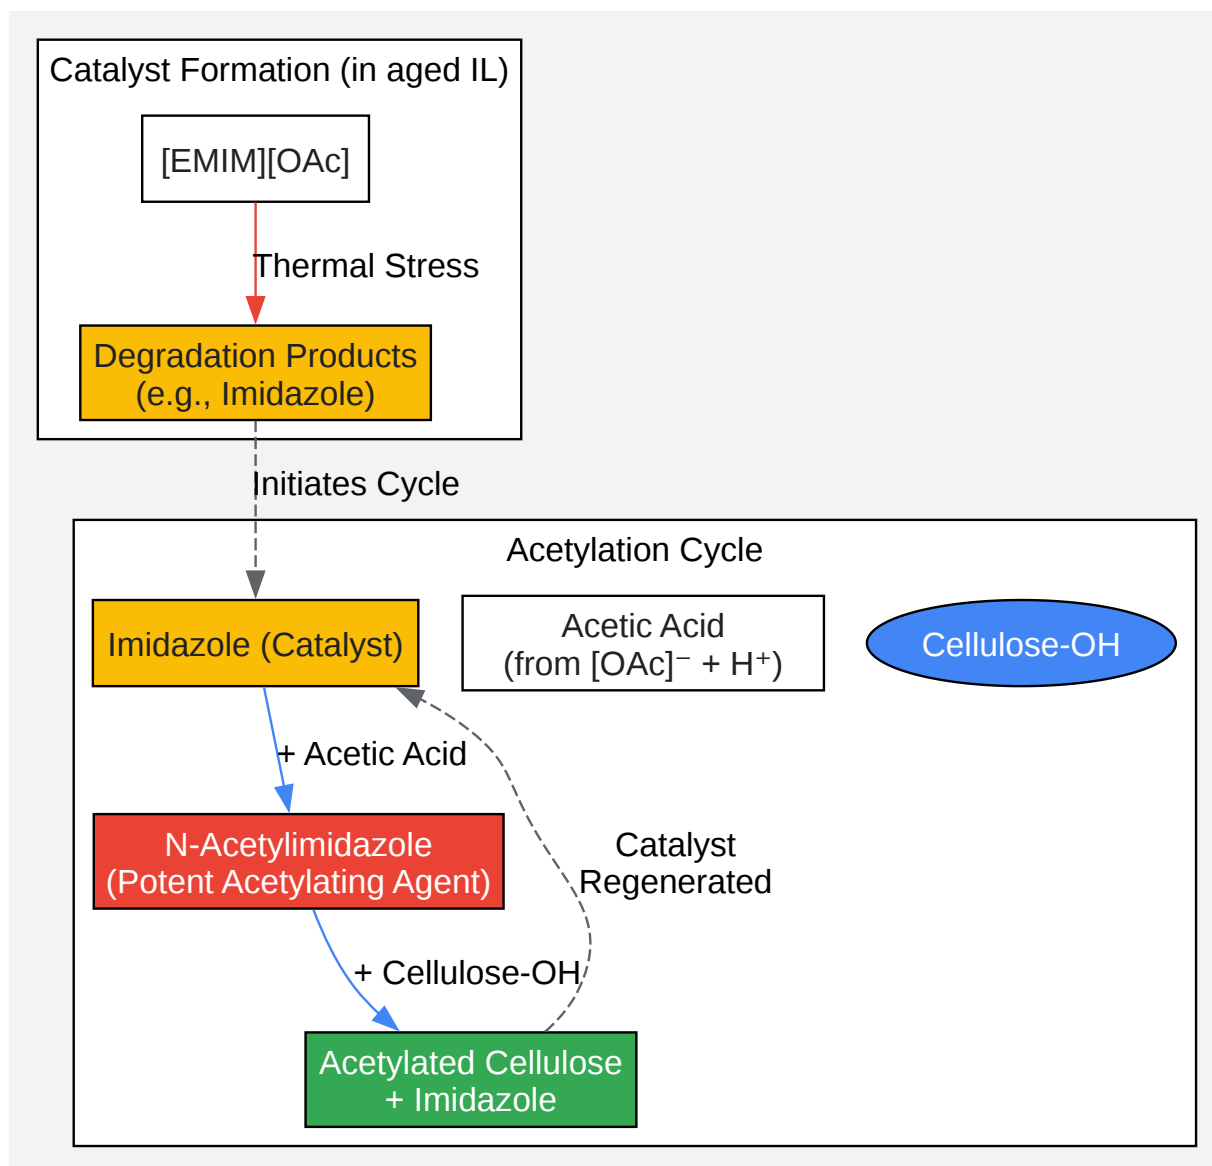 Catalyst Formation (in aged IL)
[EMIM][OAc]
Thermal Stress
Degradation Products
(e.g., Imidazole)
Initiates Cycle
Acetylation Cycle
Imidazole (Catalyst)
Acetic Acid
(from [OAc]⁻ + H⁺)
Cellulose-OH
+ Acetic Acid
N-Acetylimidazole
(Potent Acetylating Agent)
Catalyst
Regenerated
+ Cellulose-OH
Acetylated Cellulose
+ Imidazole